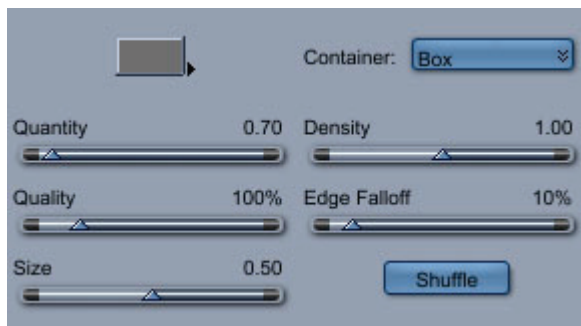 Container: Box
Quantity 0.70 Density 1.00
Quality 100% Edge Falloff 10%
Size 0.50 Shuffle